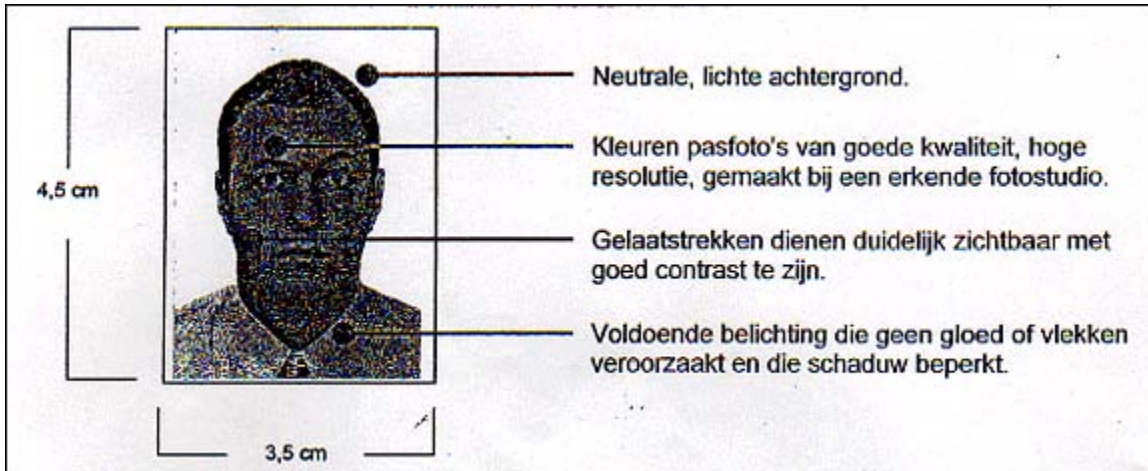 Neutrale, lichte achtergrond.
Kleuren pasfoto's van goede kwaliteit, hoge
resolutie, gemaakt bij een erkende fotostudio.
4,5 cm
Gelaatstrekken dienen duidelijk zichtbaar met
goed contrast te zijn.
Voldoende belichting die geen gloed of vlekken
veroorzaakt en die schaduw beperkt.
3,5 cm